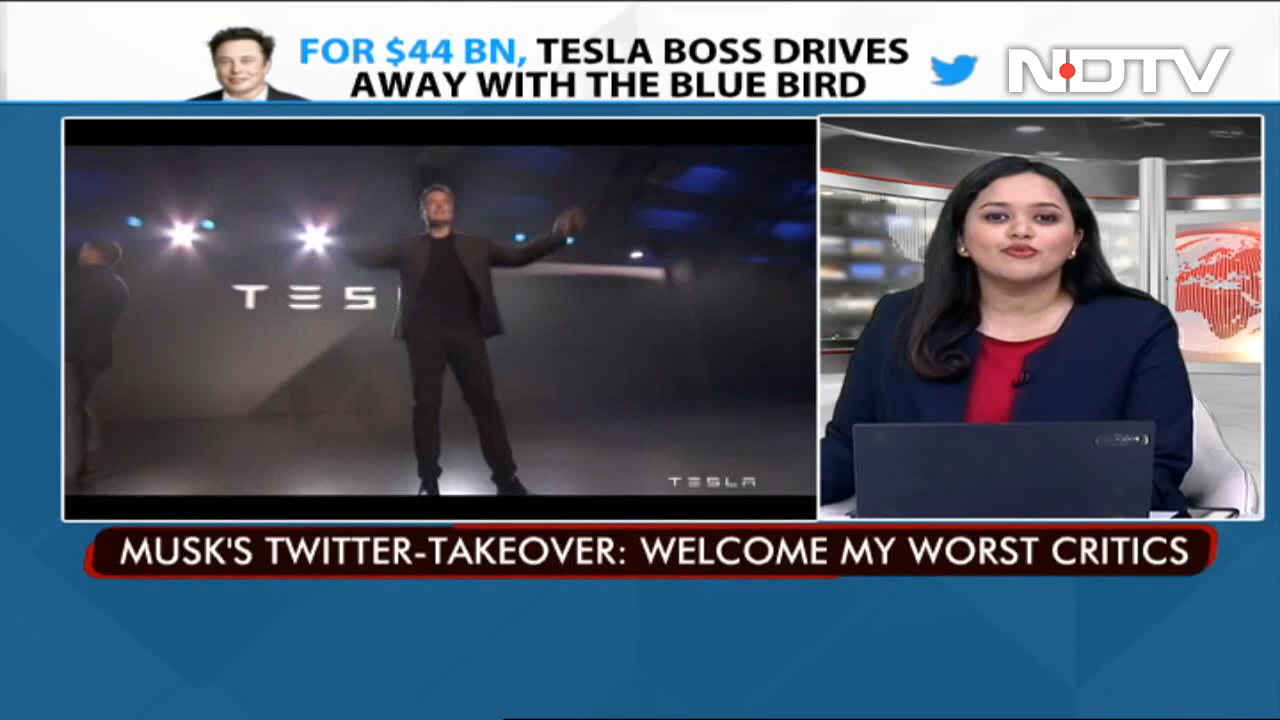 FOR $44 BN, TESLA BOSS DRIVES
AWAY WITH THE BLUE BIRD
NDTV
TES
TESLA
MUSK'S TWITTER-TAKEOVER: WELCOME MY WORST CRITICS